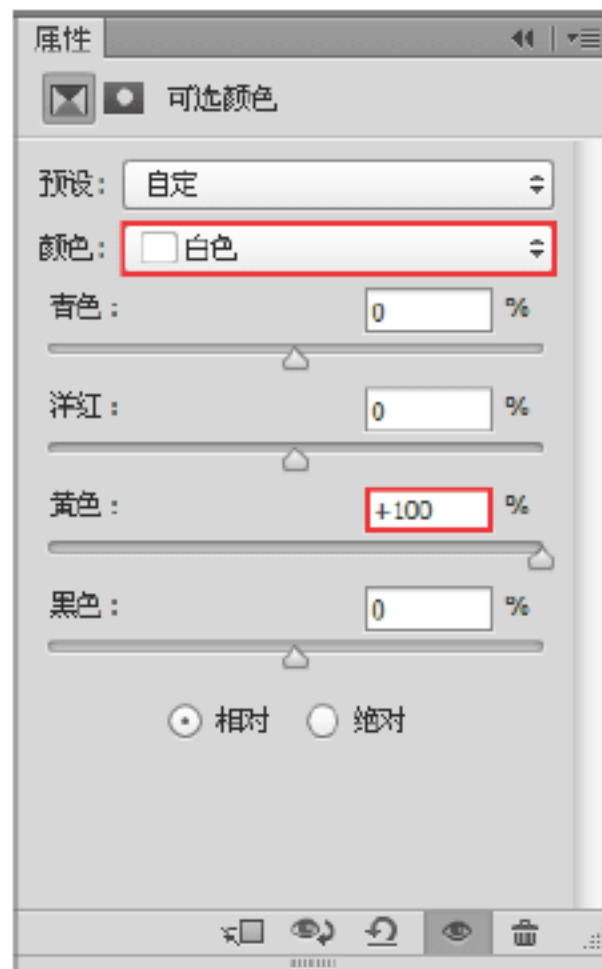 属性
可选颜色
预设： 自定
颜色： 白色
青色： 0 %
洋红： 0 %
黄色： +100 %
黑色： 0 %
相对 绝对